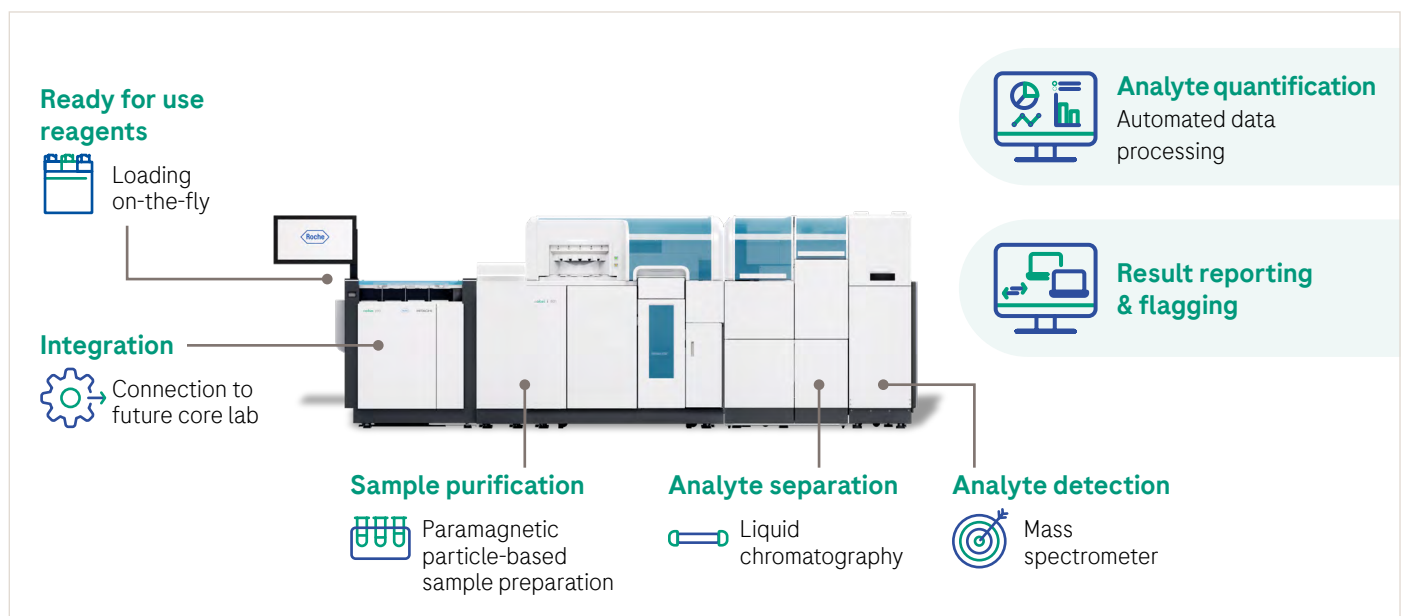 Ready for use
reagents
Loading
on-the-fly
Roche
Integration
Connection to
future core lab
Sample purification
Paramagnetic
particle-based
sample preparation
Analyte separation
Liquid
chromatography
Analyte detection
Mass
spectrometer
Analyte quantification
Automated data
processing
Result reporting
& flagging